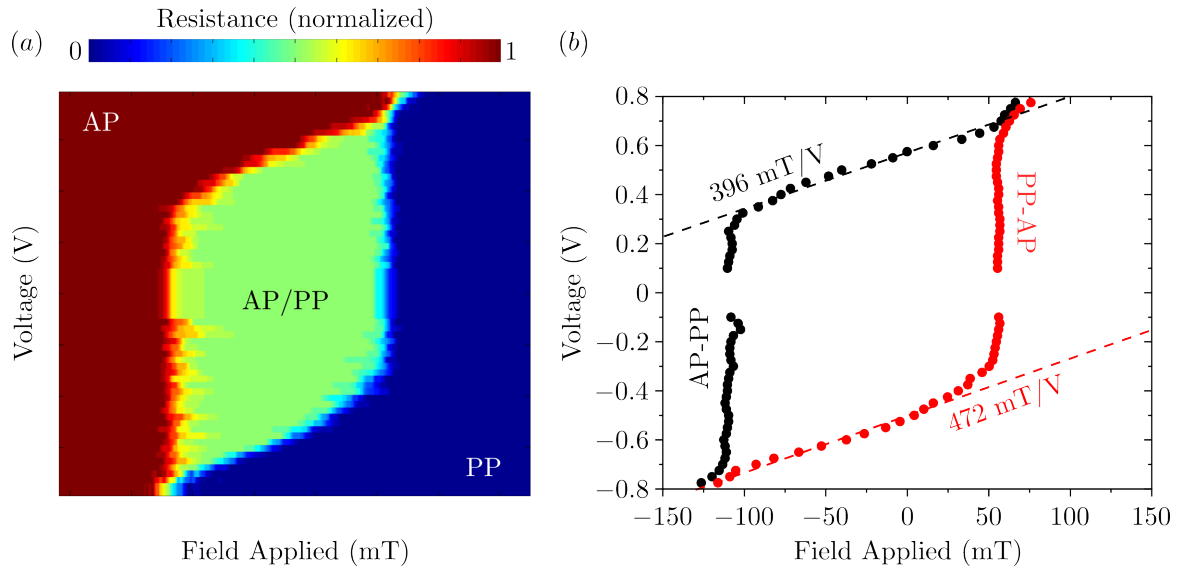 Resistance (normalized)
(a)
0
1
AP
AP/PP
PP
Voltage (V)
Field Applied (mT)
(b)
0.8
0.6
0.4
0.2
0
−0.2
−0.4
−0.6
−0.8
−150
−100
−50
0
50
100
150
Voltage (V)
Field Applied (mT)
396 mT/V
472 mT/V
AP-PP
PP-AP